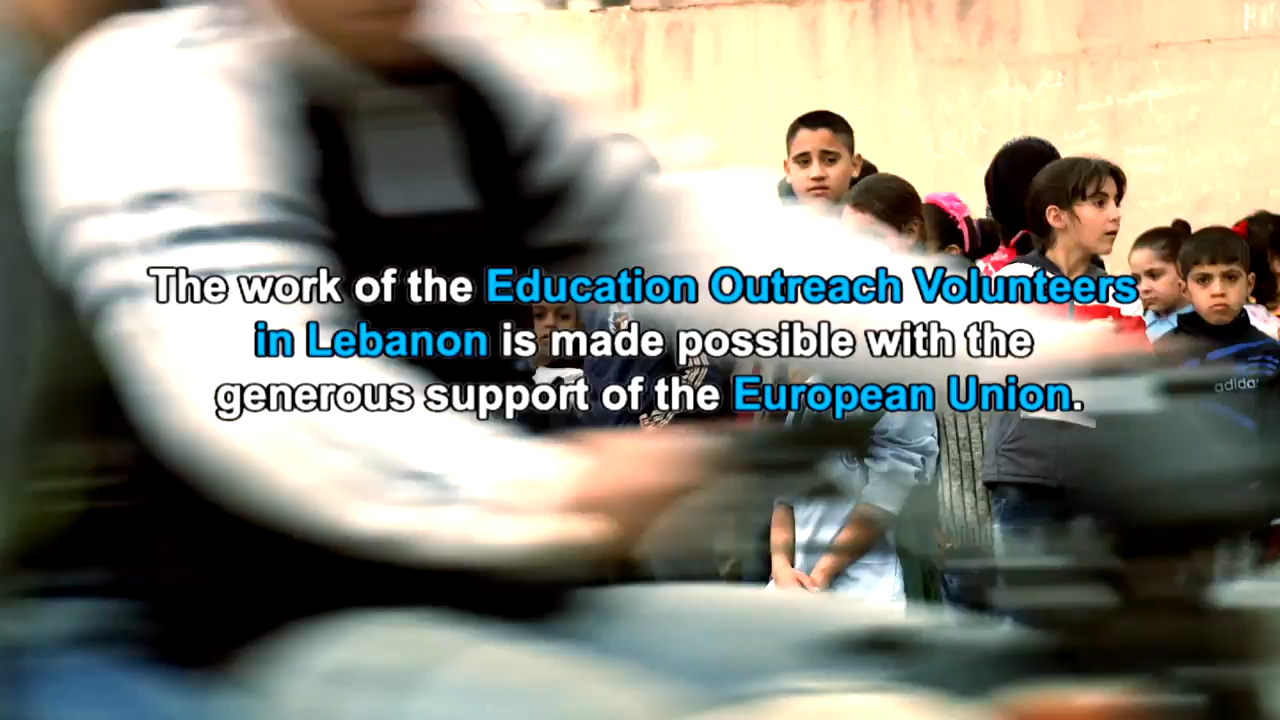 The work of the Education Outreach Volunteers
in Lebanon is made possible with the
generous support of the European Union.
adidas